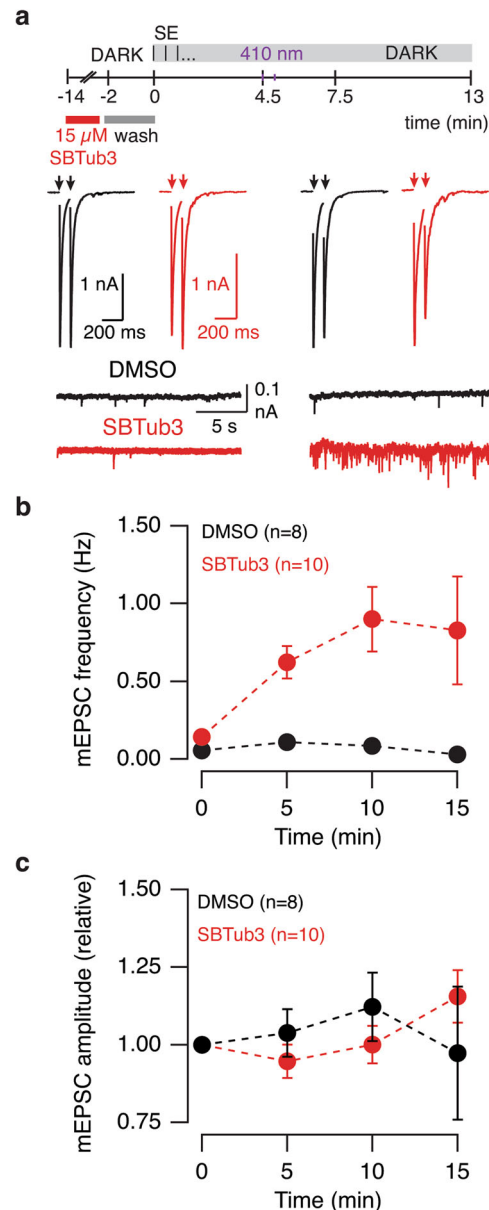 a
SE
DARK
...
410 nm
DARK
-14
-2
0
4.5
7.5
13
15 µM
wash
time (min)
SBTub3
1 nA
200 ms
1 nA
200 ms
DMSO
0.1
nA
5 s
SBTub3
b
1.50
DMSO (n=8)
SBTub3 (n=10)
1.00
0.50
0.00
mEPSC frequency (Hz)
0
5
10
15
Time (min)
c
1.50
DMSO (n=8)
SBTub3 (n=10)
1.25
1.00
0.75
mEPSC amplitude (relative)
0
5
10
15
Time (min)